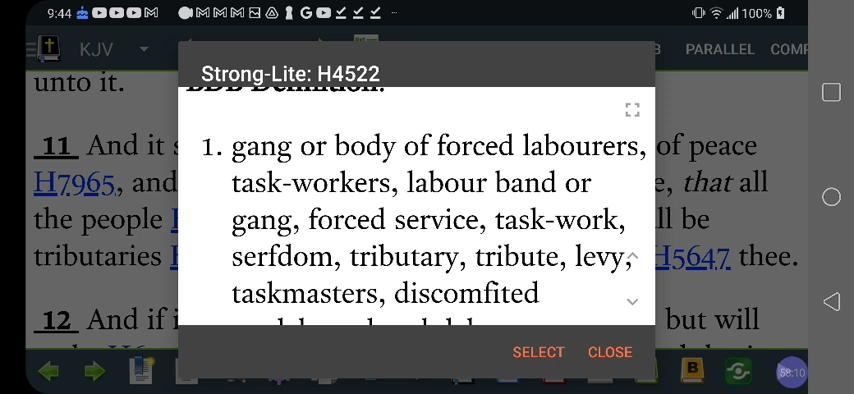 9:44 100%
KJV PARALLEL
Strong-Lite: H4522
unto it. BDB Definition:
11 And it of peace
1. gang or body of forced labourers,
H7965, and that all
task-workers, labour band or
the people be
gang, forced service, task-work,
tributaries H5647 thee.
serfdom, tributary, tribute, levy,
taskmasters, discomfited
12 And if but will
SELECT CLOSE
B
58:10